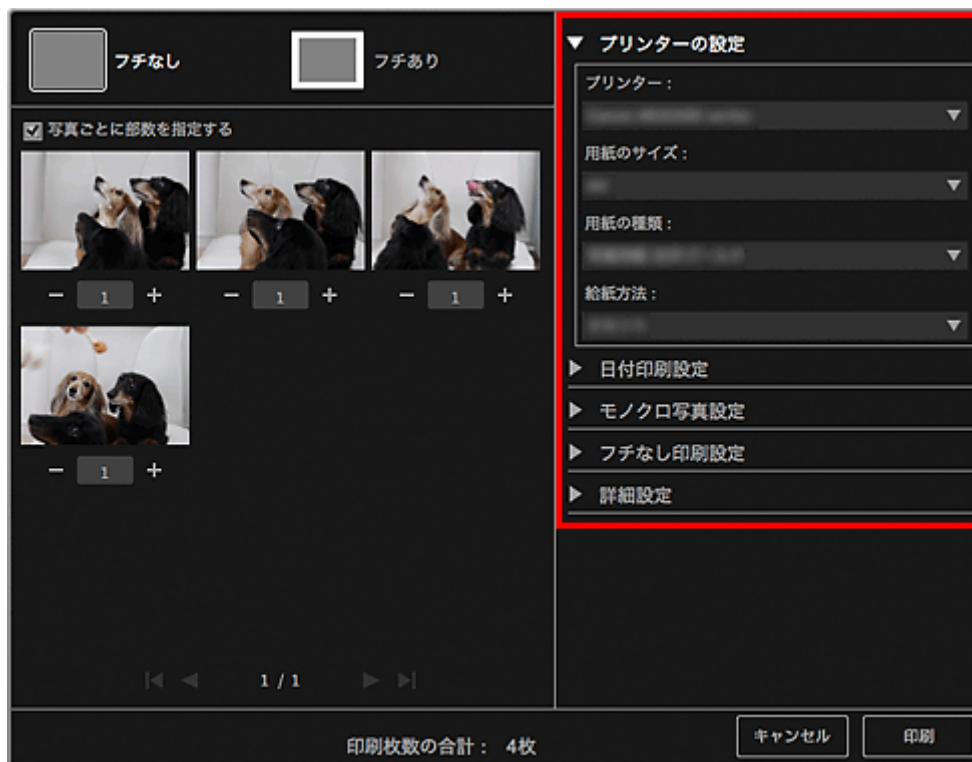 フチなし
フチあり
写真ごとに部数を指定する
1
1
1
1
1 / 1
プリンターの設定
プリンター：
用紙のサイズ：
用紙の種類：
給紙方法：
日付印刷設定
モノクロ写真設定
フチなし印刷設定
詳細設定
印刷枚数の合計： 4枚
キャンセル
印刷